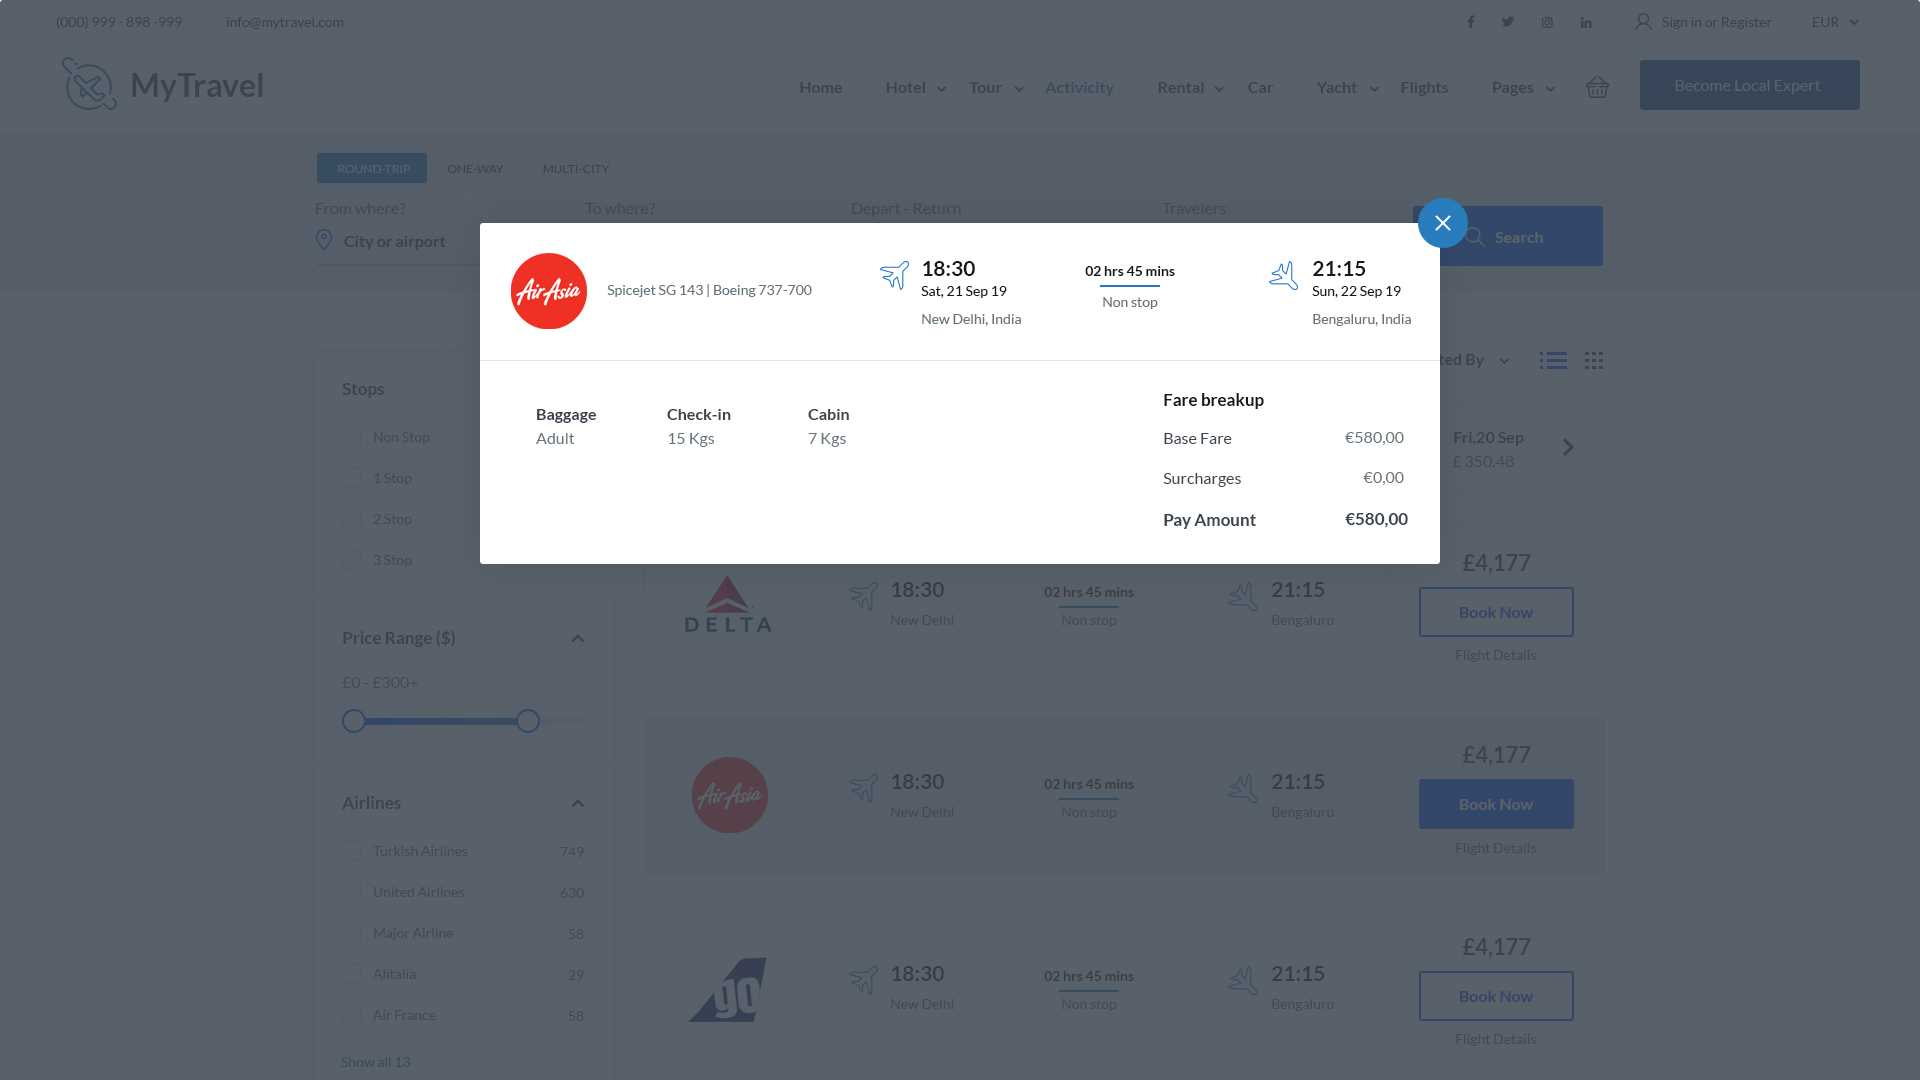 (000) 999 - 898 -999
info@mytravel.com
Sign in or Register
EUR
MyTravel
Home
Hotel
Tour
Activicity
Rental
Car
Yacht
Flights
Pages
Become Local Expert
ROUND-TRIP
ONE-WAY
MULTI-CITY
From where?
To where?
Depart - Return
Travelers
City or airport
Search
AirAsia
Spicejet SG 143 | Boeing 737-700
18:30
Sat, 21 Sep 19
New Delhi, India
02 hrs 45 mins
Non stop
21:15
Sun, 22 Sep 19
Bengaluru, India
Baggage
Adult
Check-in
15 Kgs
Cabin
7 Kgs
Fare breakup
Base Fare €580,00
Surcharges €0,00
Pay Amount €580,00
ted By
Fri,20 Sep
£ 350.48
Stops
Non Stop
1 Stop
2 Stop
3 Stop
Price Range ($)
£0 - £300+
Airlines
Turkish Airlines 749
United Airlines 630
Major Airline 58
Alitalia 29
Air France 58
Show all 13
DELTA
18:30
New Delhi
02 hrs 45 mins
Non stop
21:15
Bengaluru
£4,177
Book Now
Flight Details
AirAsia
18:30
New Delhi
02 hrs 45 mins
Non stop
21:15
Bengaluru
£4,177
Book Now
Flight Details
go
18:30
New Delhi
02 hrs 45 mins
Non stop
21:15
Bengaluru
£4,177
Book Now
Flight Details